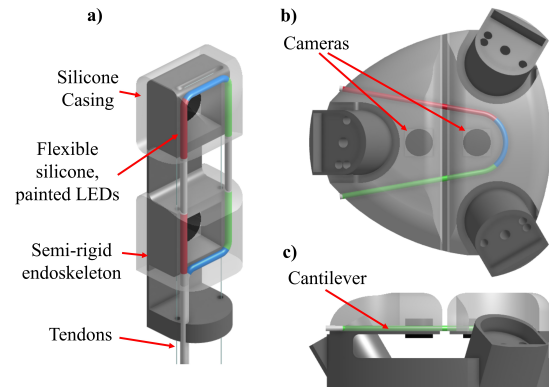 a)
Silicone
Casing
Flexible
silicone,
painted LEDs
Semi-rigid
endoskeleton
Tendons
b)
Cameras
c)
Cantilever